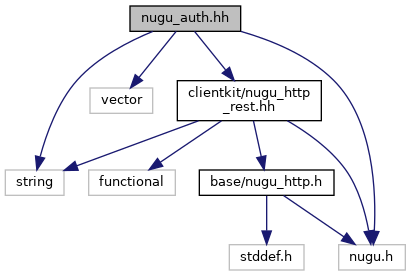 nugu_auth.hh
vector
clientkit/nugu_http
_rest.hh
string
functional
base/nugu_http.h
stddef.h
nugu.h